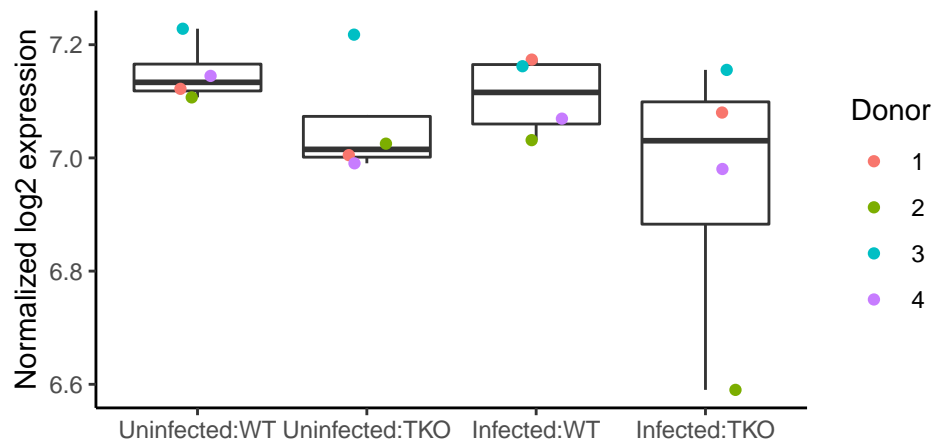 Normalized log2 expression
7.2
7.0
6.8
6.6
Uninfected:WT Uninfected:TKO Infected:WT Infected:TKO
Donor
1
2
3
4